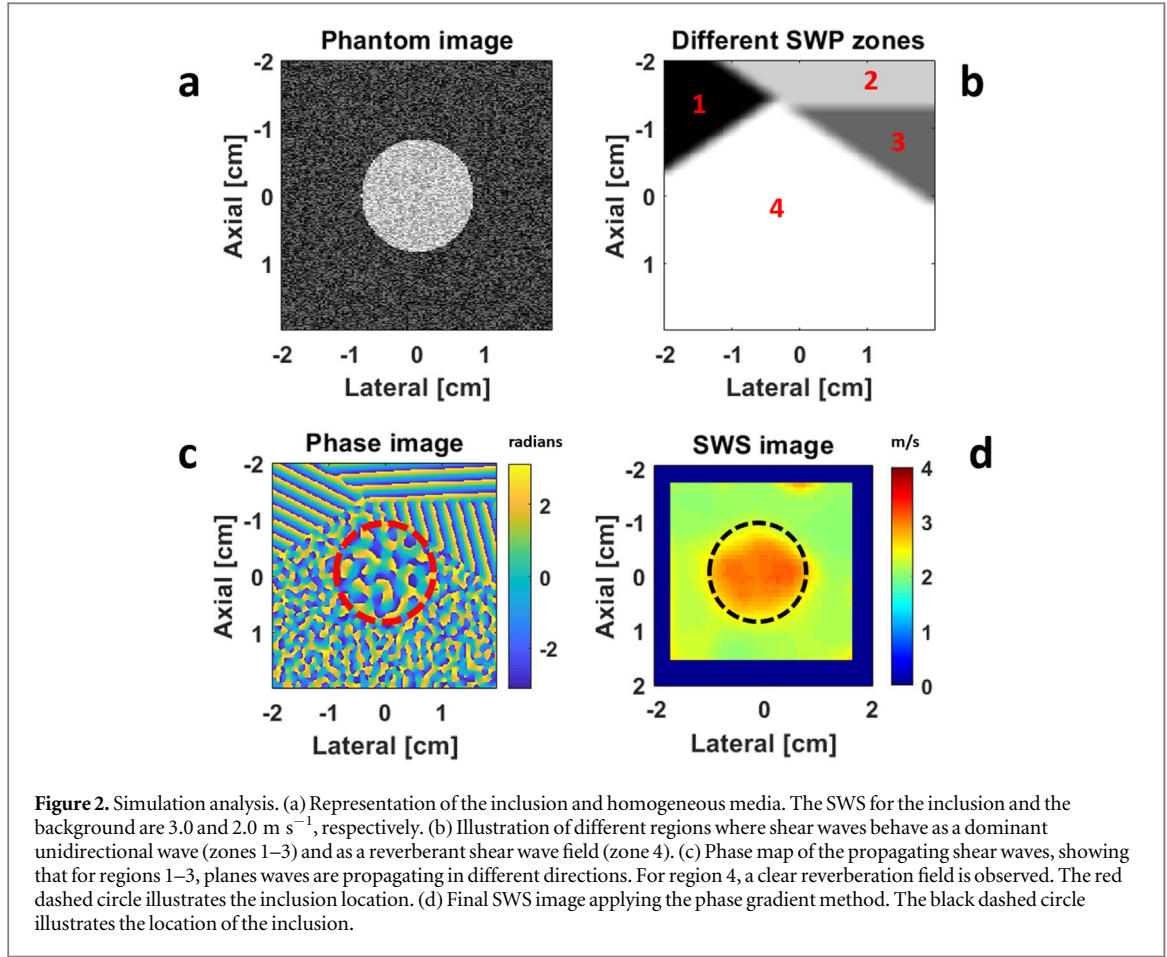 Phantom image
a
-2
-1
0
1
Axial [cm]
-2 -1 0 1
Lateral [cm]
Different SWP zones
b
-2
-1
0
1
Axial [cm]
1
2
3
4
-2 -1 0 1
Lateral [cm]
c
Phase image
radians
-2
-1
0
1
Axial [cm]
2
0
-2
-2 -1 0 1
Lateral [cm]
SWS image
m/s
d
-2
-1
0
1
2
Axial [cm]
4
3
2
1
0
-2 0 2
Lateral [cm]
Figure 2. Simulation analysis. (a) Representation of the inclusion and homogeneous media. The SWS for the inclusion and the
background are 3.0 and 2.0 m s⁻¹, respectively. (b) Illustration of different regions where shear waves behave as a dominant
unidirectional wave (zones 1–3) and as a reverberant shear wave field (zone 4). (c) Phase map of the propagating shear waves, showing
that for regions 1–3, planes waves are propagating in different directions. For region 4, a clear reverberation field is observed. The red
dashed circle illustrates the inclusion location. (d) Final SWS image applying the phase gradient method. The black dashed circle
illustrates the location of the inclusion.